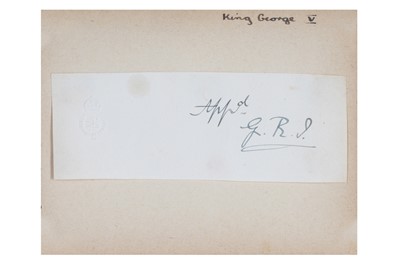 King George V
Appd.
G. R. I.